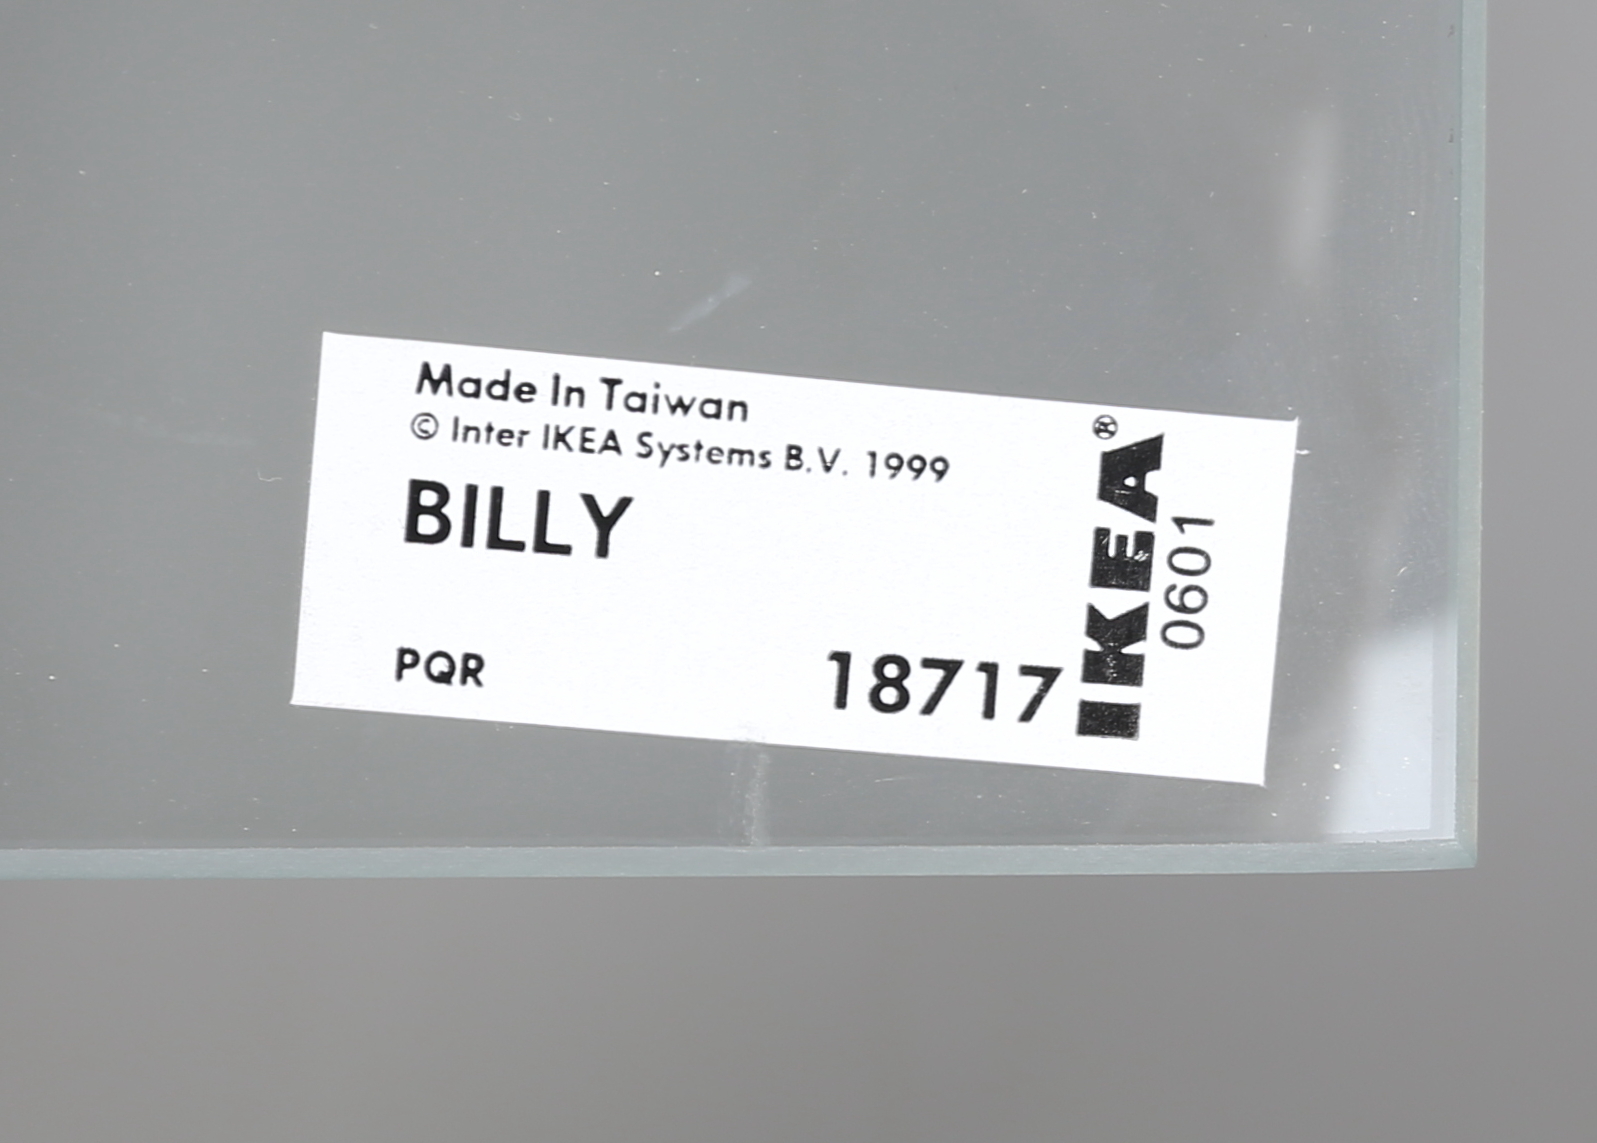 Made In Taiwan
© Inter IKEA Systems B.V. 1999
BILLY
PQR
18717
IKEA®
0601